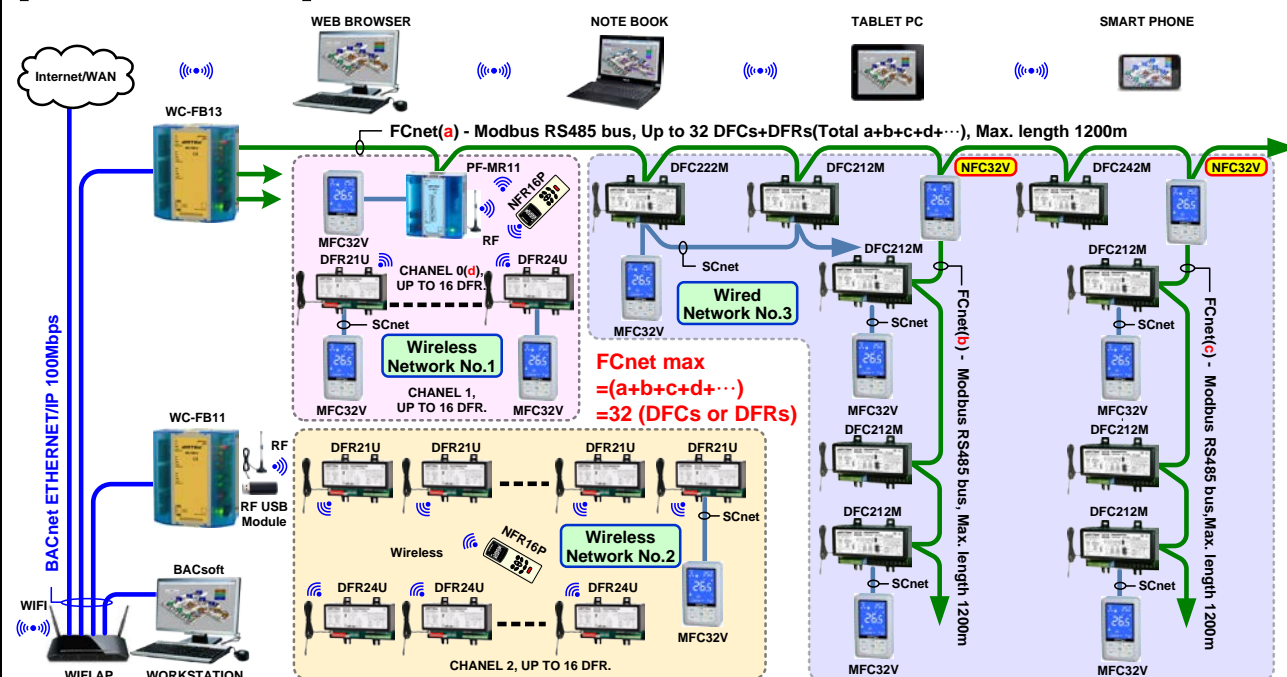 WEB BROWSER
NOTE BOOK
TABLET PC
SMART PHONE
Internet/WAN
WC-FB13
FCnet(a) - Modbus RS485 bus, Up to 32 DFCs+DFRs(Total a+b+c+d+···), Max. length 1200m
PF-MR11
NFR16P
RF
MFC32V
DFR21U
CHANEL 0(d),
UP TO 16 DFR.
DFR24U
SCnet
Wireless
Network No.1
CHANEL 1,
UP TO 16 DFR.
MFC32V
MFC32V
DFC222M
DFC212M
NFC32V
DFC242M
NFC32V
SCnet
MFC32V
Wired
Network No.3
FCnet max
=(a+b+c+d+···)
=32 (DFCs or DFRs)
DFC212M
SCnet
MFC32V
DFC212M
DFC212M
SCnet
MFC32V
FCnet(b) - Modbus RS485 bus, Max. length 1200m
DFC212M
SCnet
MFC32V
DFC212M
DFC212M
SCnet
MFC32V
FCnet(c) - Modbus RS485 bus,Max. length 1200m
BACnet ETHERNET/IP 100Mbps
WC-FB11
RF
RF USB
Module
DFR21U
DFR21U
DFR21U
DFR21U
SCnet
Wireless
NFR16P
Wireless
Network No.2
DFR24U
DFR24U
DFR24U
MFC32V
CHANEL 2, UP TO 16 DFR.
BACsoft
WIFI
WIFI AP
WORKSTATION